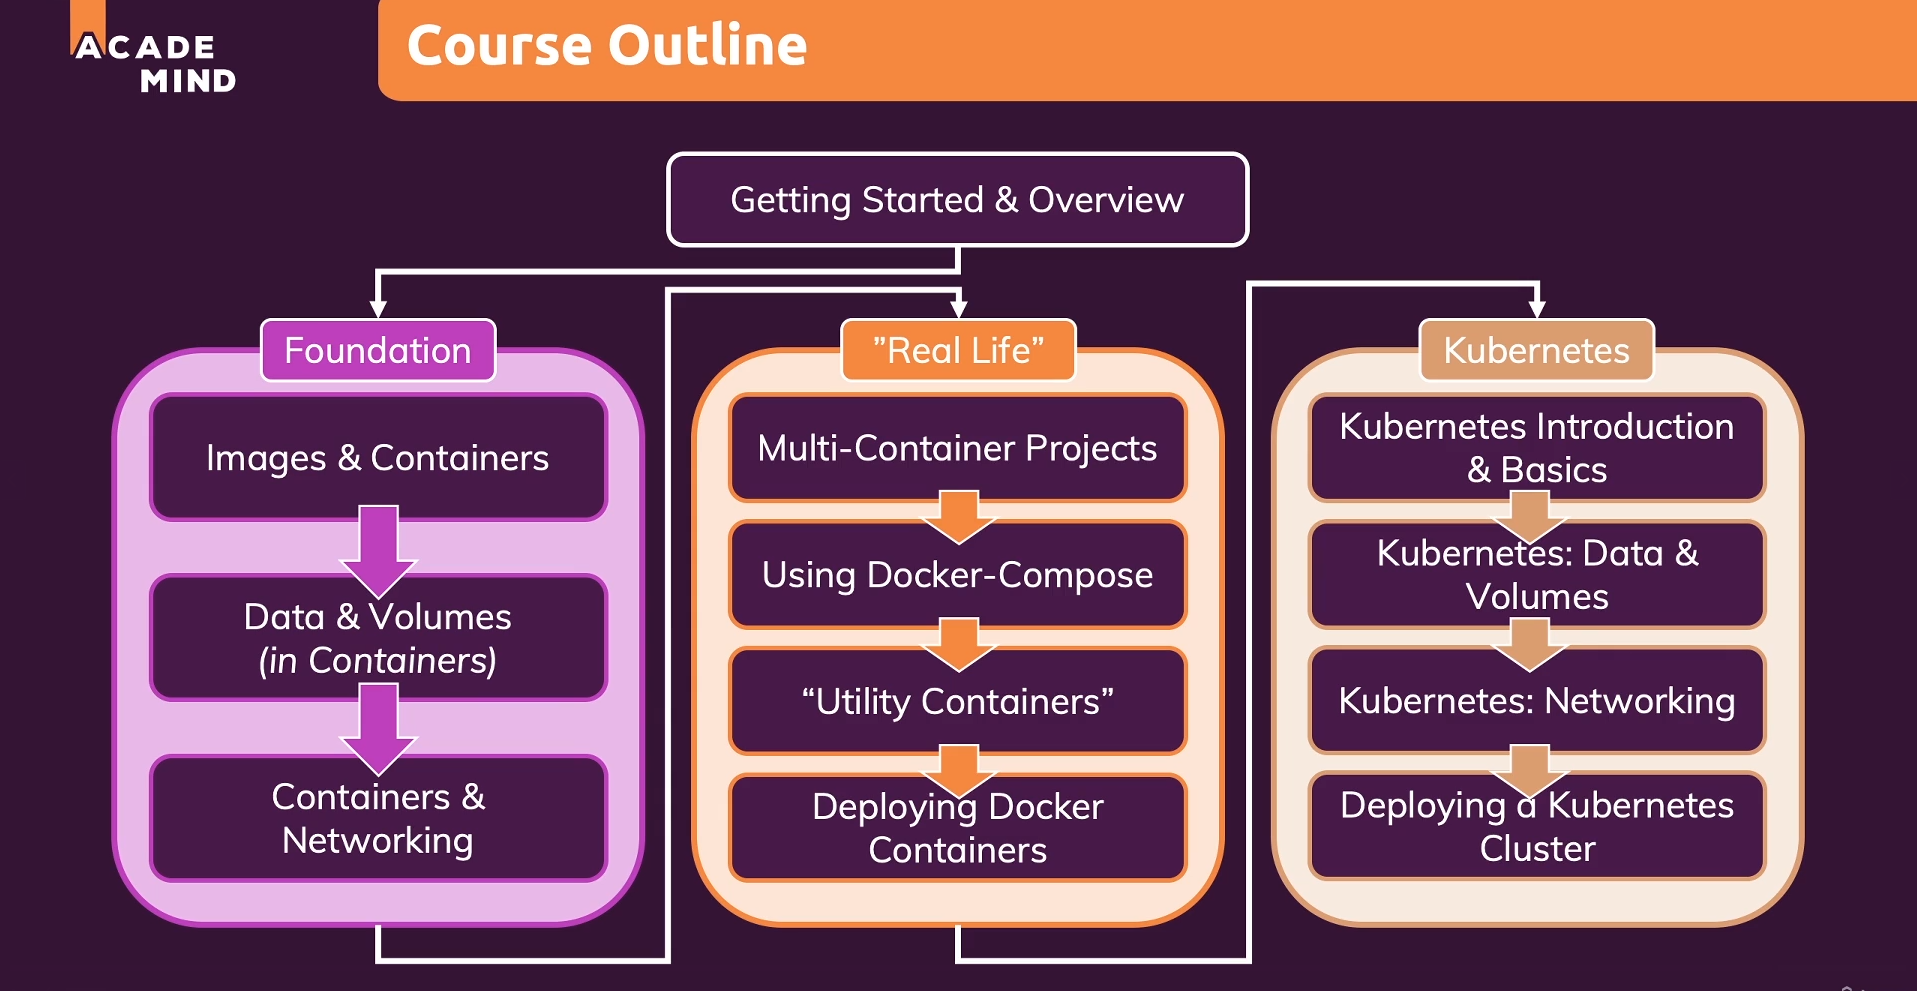 ACADE
MIND
Course Outline
Getting Started & Overview
Foundation
Images & Containers
Data & Volumes
(in Containers)
Containers &
Networking
”Real Life”
Multi-Container Projects
Using Docker-Compose
“Utility Containers”
Deploying Docker
Containers
Kubernetes
Kubernetes Introduction
& Basics
Kubernetes: Data &
Volumes
Kubernetes: Networking
Deploying a Kubernetes
Cluster